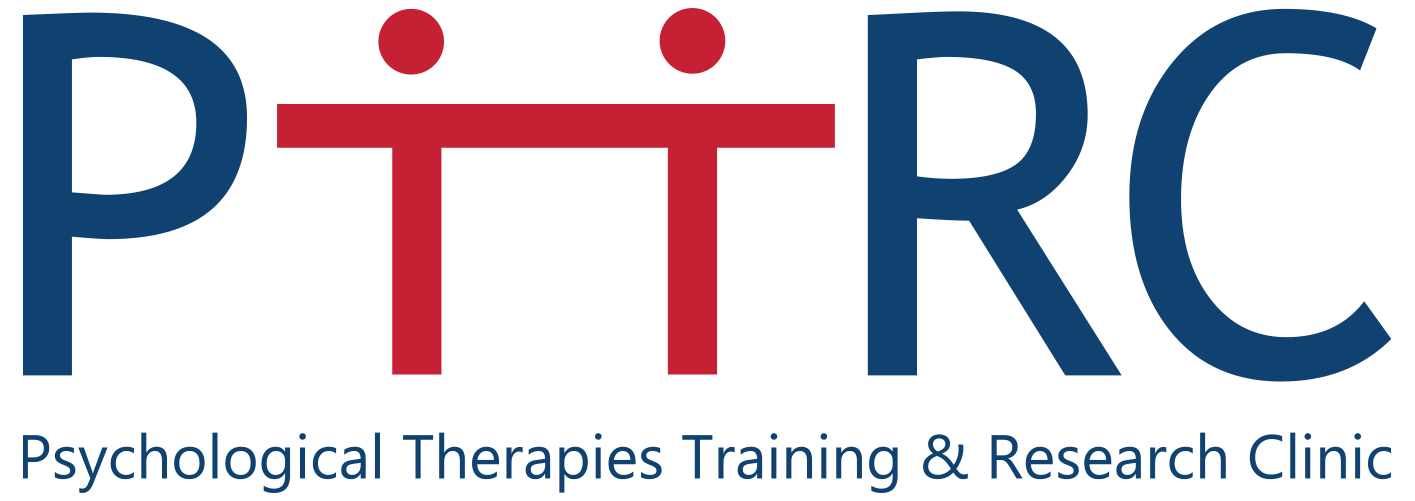 PTTRC
Psychological Therapies Training & Research Clinic